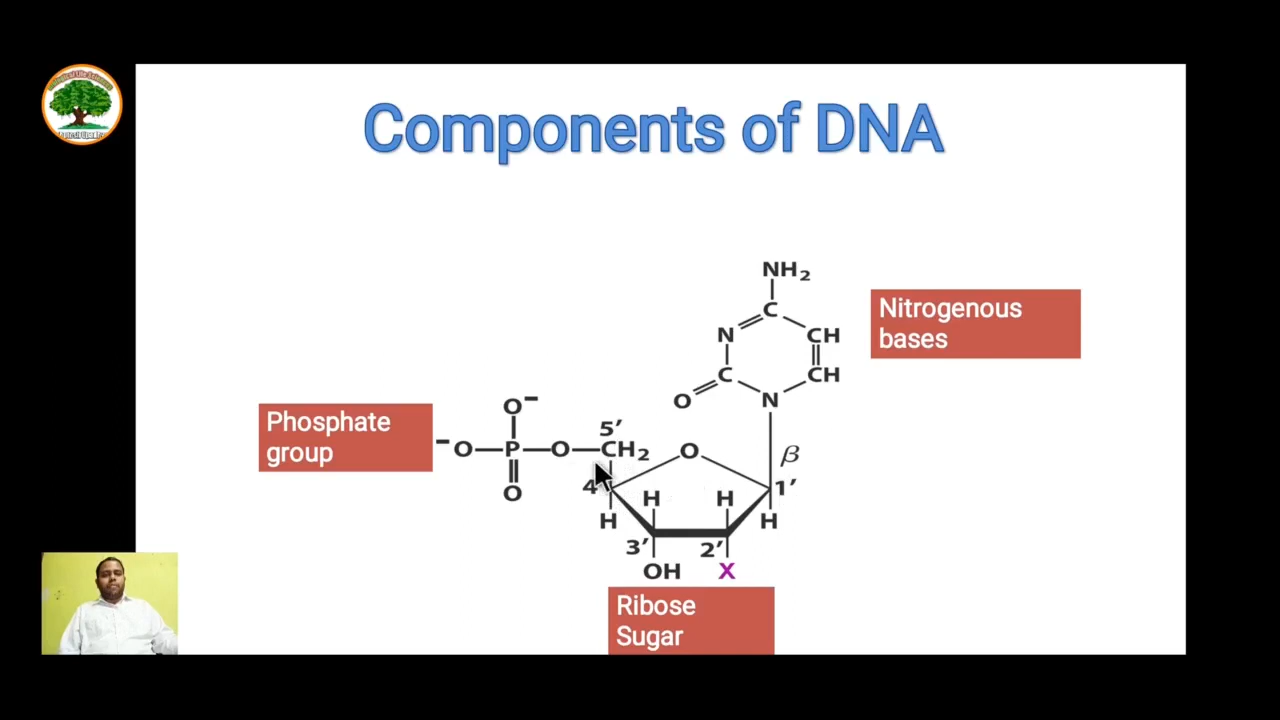 Components of DNA
NH2
C
N
CH
Nitrogenous
bases
C
CH
O
N
Phosphate
group
O−
−O—P—O—CH2
5′
O
β
O
4
1′
H
H
H
H
3′
2′
OH
X
Ribose
Sugar